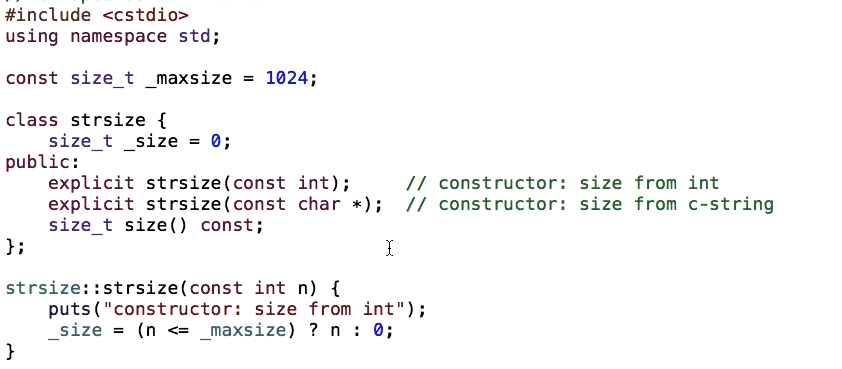 #include <cstdio>
using namespace std;

const size_t _maxsize = 1024;

class strsize {
    size_t _size = 0;
public:
    explicit strsize(const int);     // constructor: size from int
    explicit strsize(const char *);  // constructor: size from c-string
    size_t size() const;
};

strsize::strsize(const int n) {
    puts("constructor: size from int");
    _size = (n <= _maxsize) ? n : 0;
}